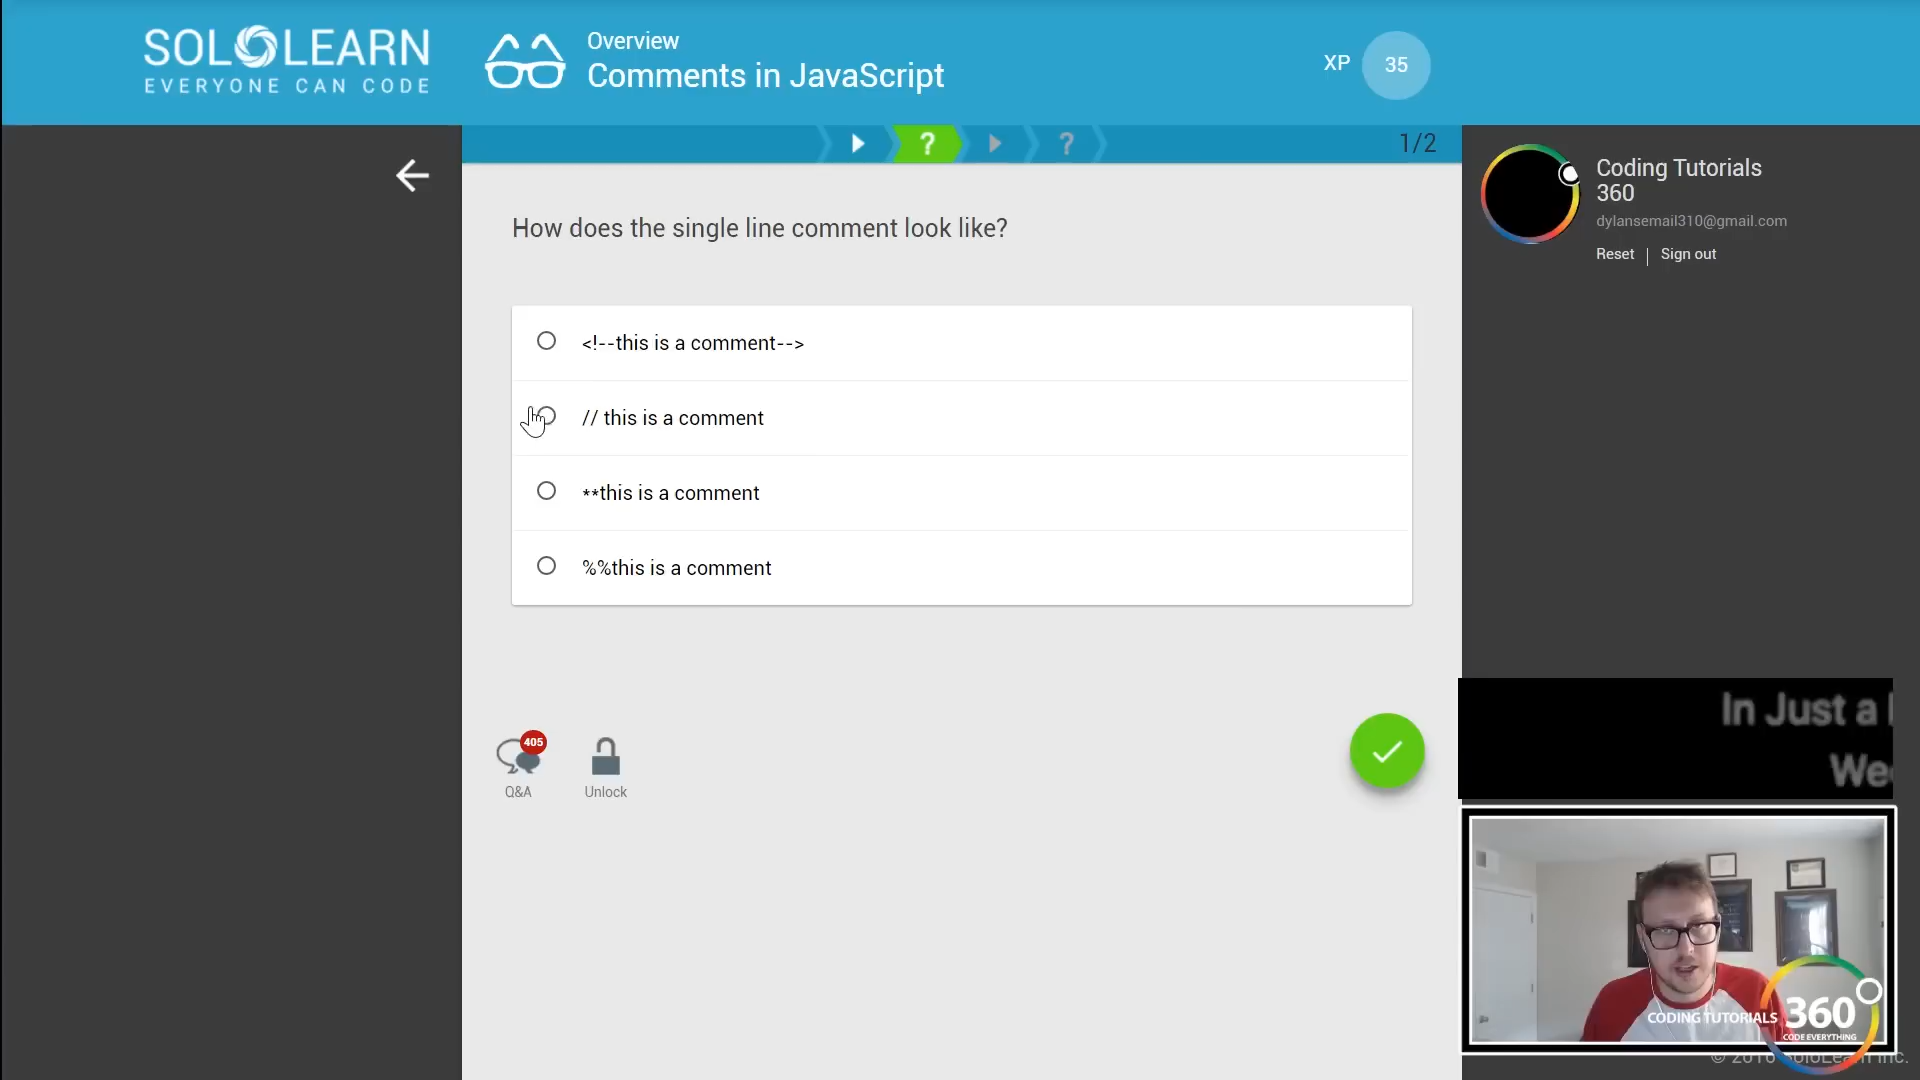 SOLOLEARN
EVERYONE CAN CODE
Overview
Comments in JavaScript
XP 35
? ? 1/2
Coding Tutorials
360
dylansemail310@gmail.com
Reset | Sign out
How does the single line comment look like?
<!--this is a comment-->
// this is a comment
**this is a comment
%%this is a comment
405
Q&A
Unlock
In Just a
CODING TUTORIALS 360
CODE EVERYTHING